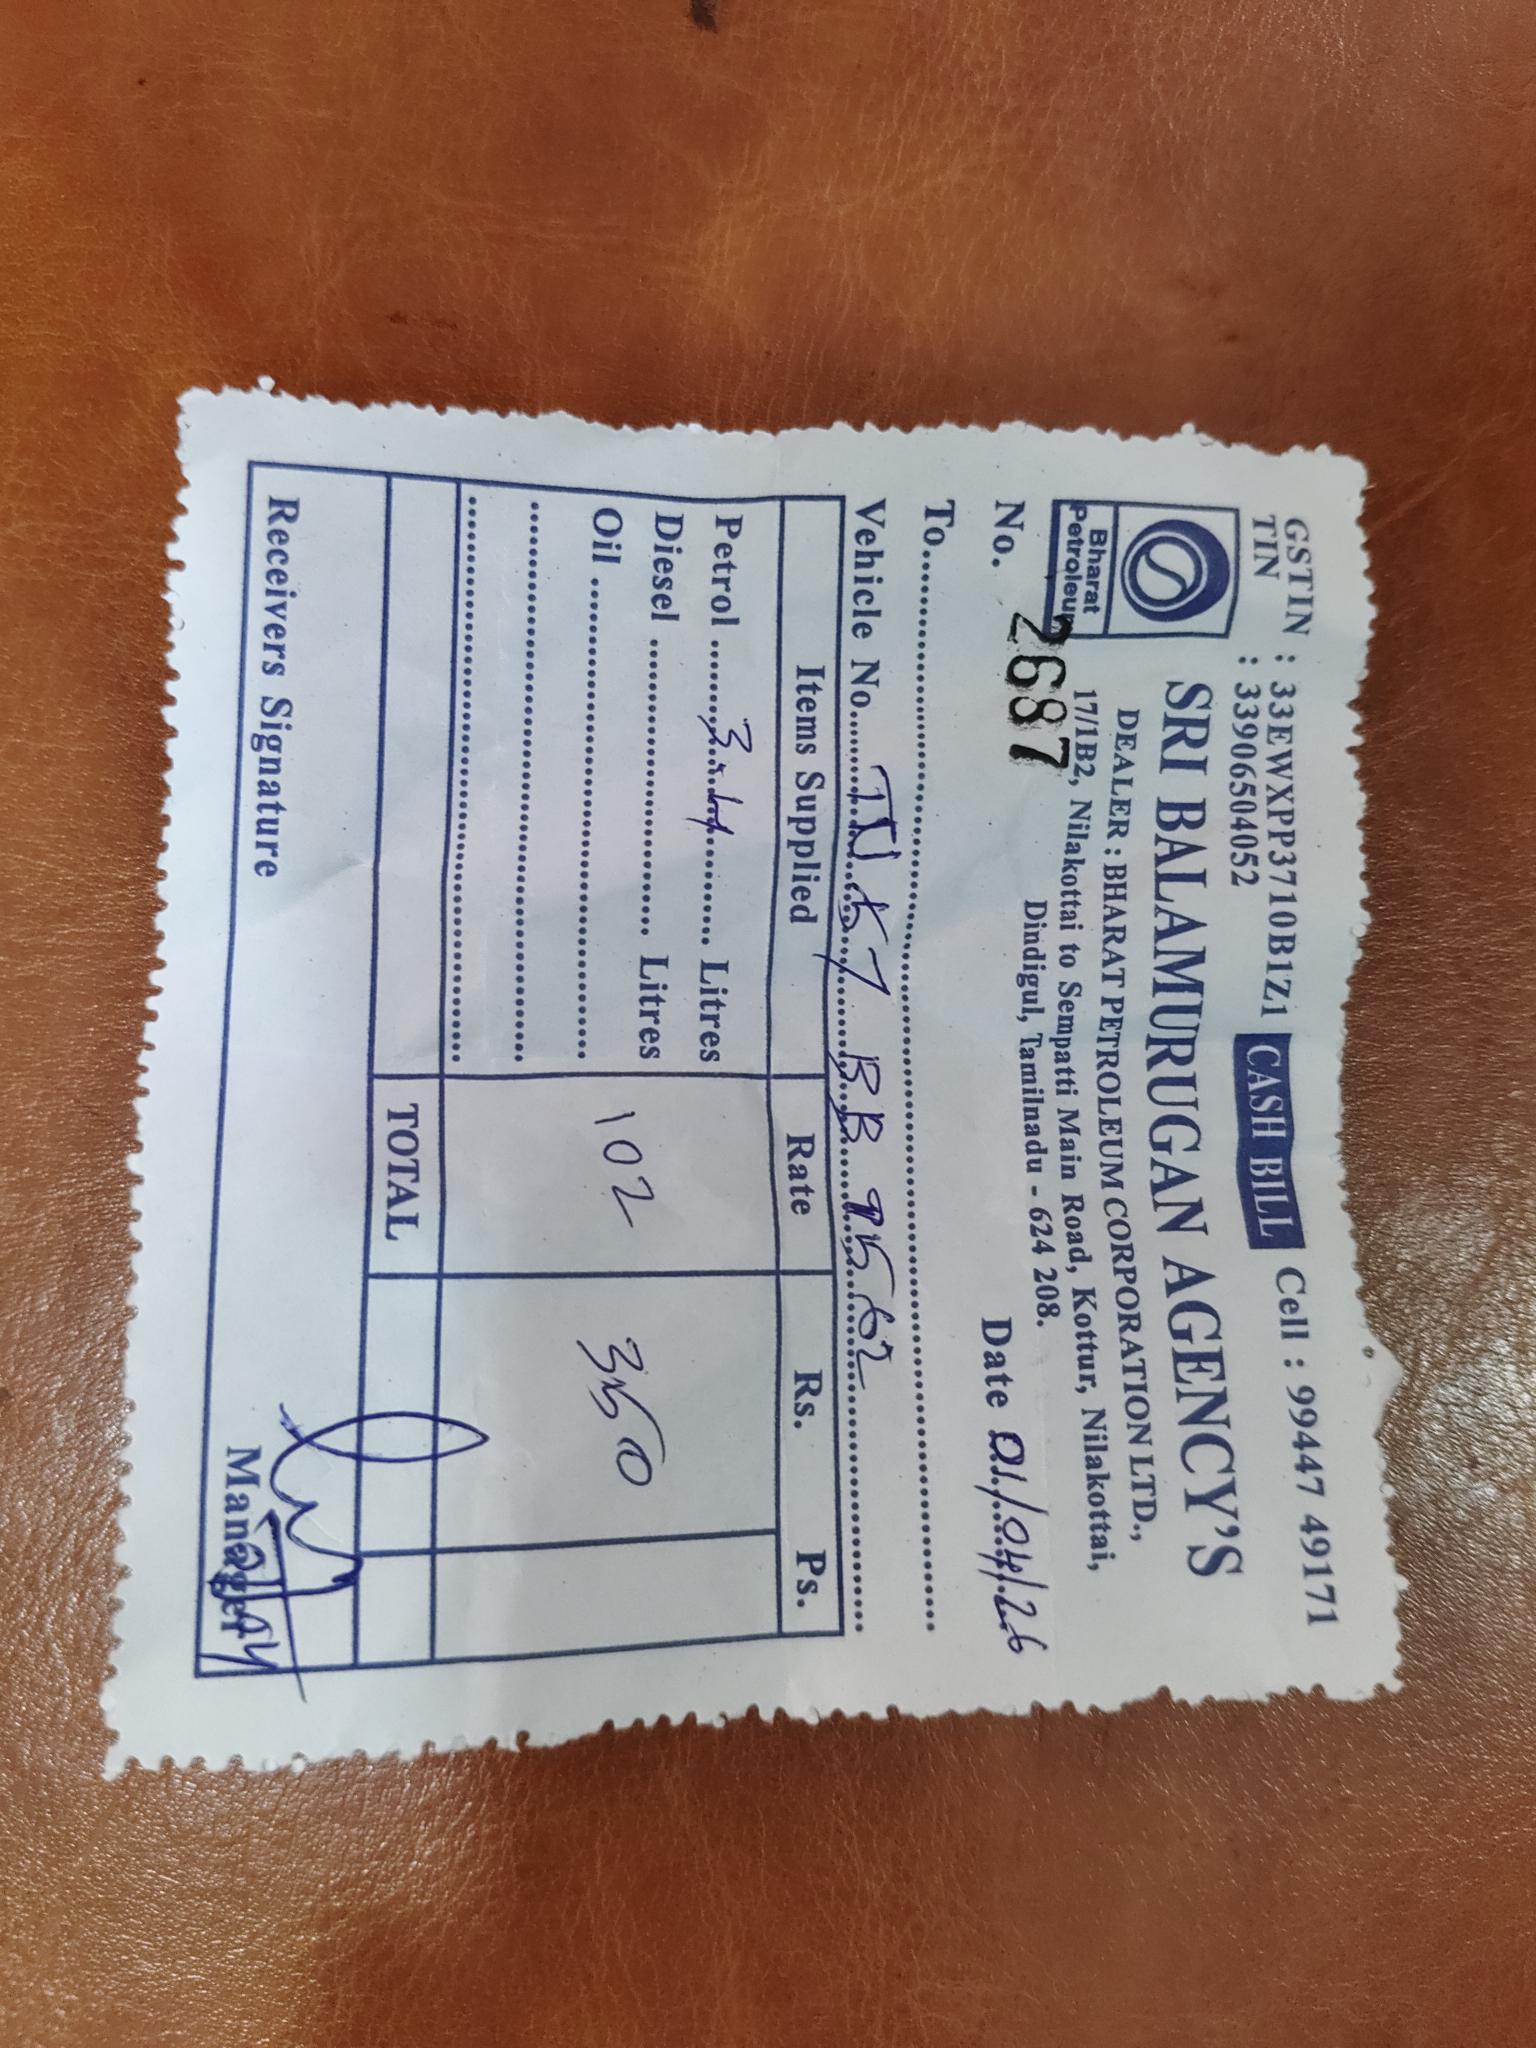 GSTIN : 33EWXPP3710B1Z1 CASH BILL Cell : 99447 49171
TIN : 33906504052
SRI BALAMURUGAN AGENCY'S
DEALER : BHARAT PETROLEUM CORPORATION LTD.,
17/1B2, Nilakottai to Sempatti Main Road, Kottur, Nilakottai,
Dindigul, Tamilnadu - 624 208.
Bharat
Petroleum
No. 2687 Date 01/04/26
To
Vehicle No TN 57 BB 9562
Items Supplied Rate Rs. Ps.
Petrol Litres
Diesel Litres
Oil
102 350
TOTAL
Receivers Signature Manager